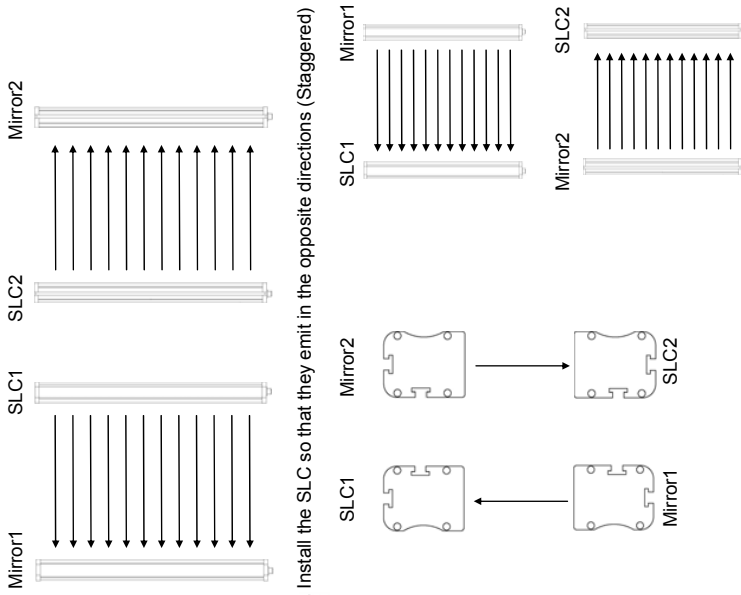 Mirror1
SLC1
SLC2
Mirror2
Install the SLC so that they emit in the opposite directions (Staggered)
SLC1
Mirror1
Mirror2
SLC2
SLC1
Mirror2
Mirror1
SLC2